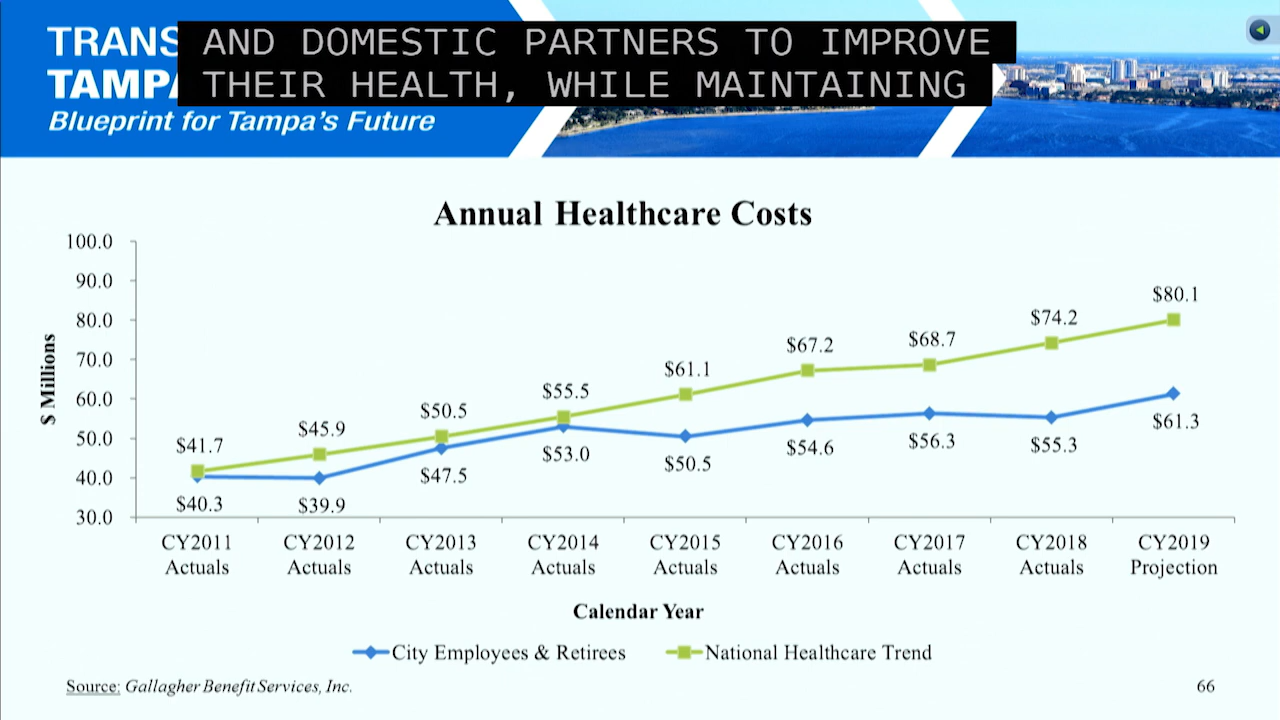 TRANS
AND DOMESTIC PARTNERS TO IMPROVE
TAMPA
THEIR HEALTH, WHILE MAINTAINING
Blueprint for Tampa's Future
Annual Healthcare Costs
$ Millions
100.0
90.0
80.0
70.0
60.0
50.0
40.0
30.0
$41.7
$45.9
$50.5
$55.5
$61.1
$67.2
$68.7
$74.2
$80.1
$40.3
$39.9
$47.5
$53.0
$50.5
$54.6
$56.3
$55.3
$61.3
CY2011 CY2012 CY2013 CY2014 CY2015 CY2016 CY2017 CY2018 CY2019
Actuals Actuals Actuals Actuals Actuals Actuals Actuals Actuals Projection
Calendar Year
City Employees & Retirees National Healthcare Trend
Source: Gallagher Benefit Services, Inc.
66